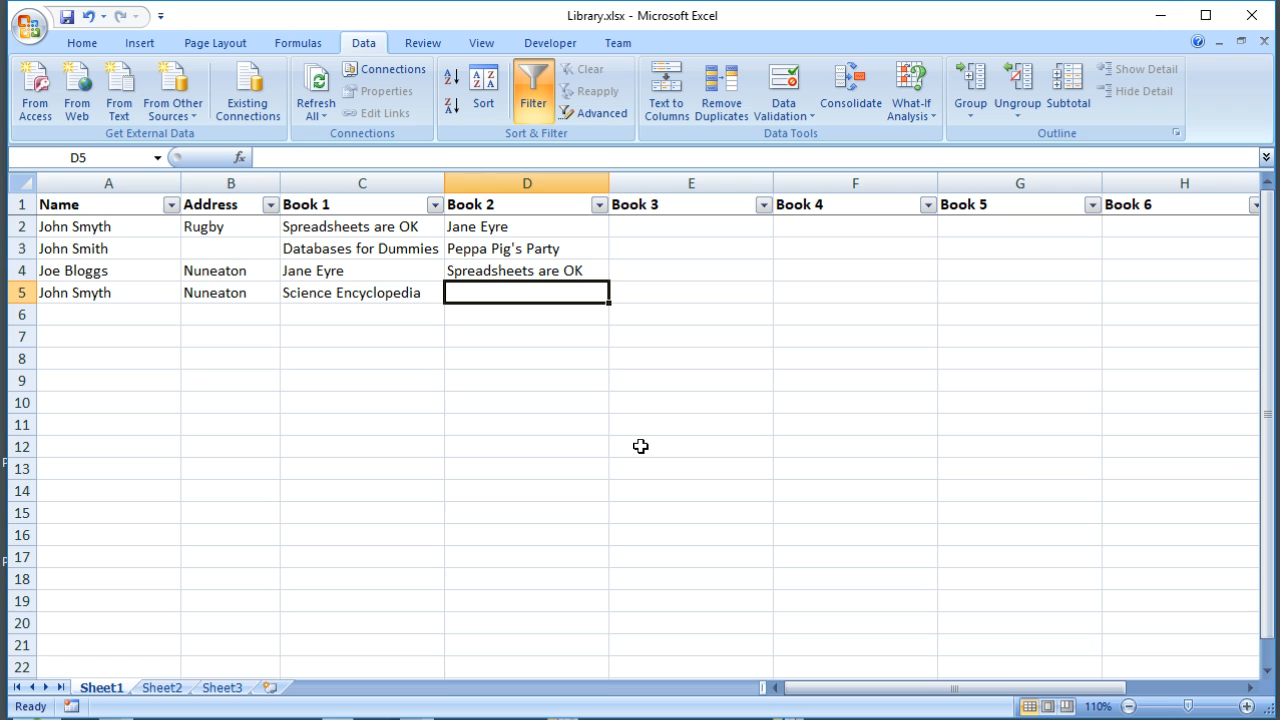 Library.xlsx - Microsoft Excel
Home Insert Page Layout Formulas Data Review View Developer Team
From Access
From Web
From Text
From Other Sources
Existing Connections
Get External Data
Refresh All
Connections
Properties
Edit Links
Connections
A Z
Z A
Sort
Filter
Clear
Reapply
Advanced
Sort & Filter
Text to Columns
Remove Duplicates
Data Validation
Consolidate
What-If Analysis
Data Tools
Group
Ungroup
Subtotal
Show Detail
Hide Detail
Outline
D5 fx
A B C D E F G H
1 Name Address Book 1 Book 2 Book 3 Book 4 Book 5 Book 6
2 John Smyth Rugby Spreadsheets are OK Jane Eyre
3 John Smith Databases for Dummies Peppa Pig's Party
4 Joe Bloggs Nuneaton Jane Eyre Spreadsheets are OK
5 John Smyth Nuneaton Science Encyclopedia
6
7
8
9
10
11
12
13
14
15
16
17
18
19
20
21
22
Sheet1 Sheet2 Sheet3
Ready 110%